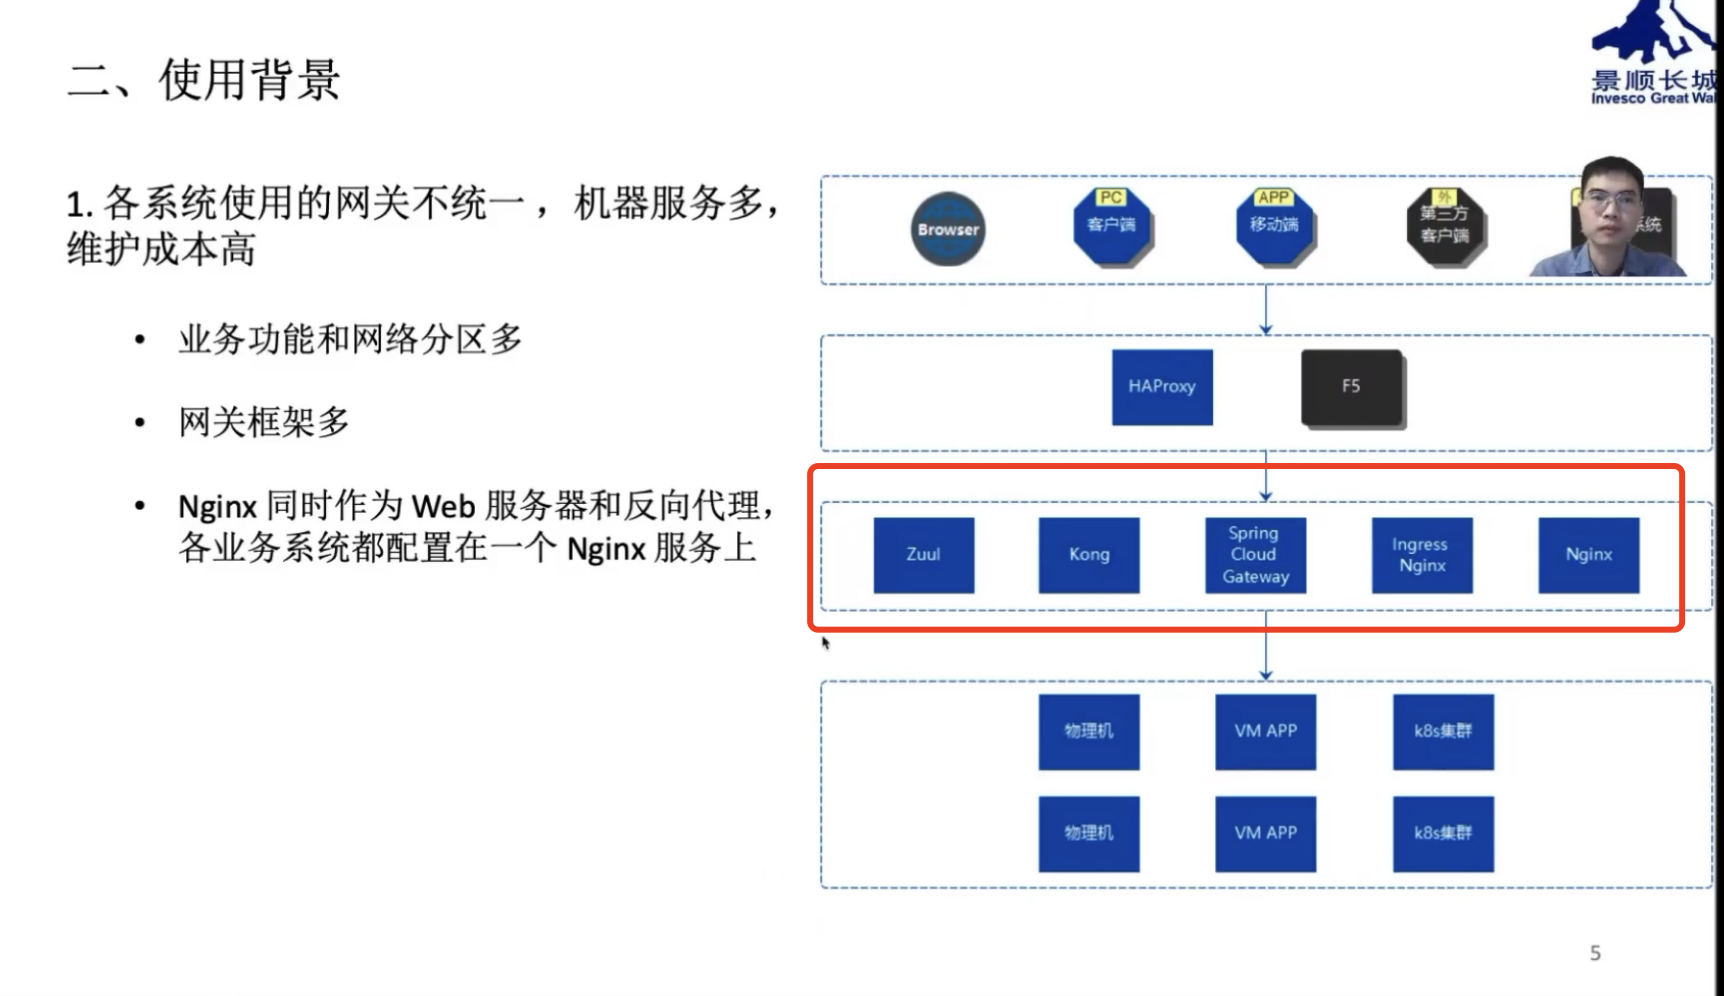 景顺长城
Invesco Great Wal
二、使用背景
1. 各系统使用的网关不统一，机器服务多，
维护成本高
• 业务功能和网络分区多
• 网关框架多
• Nginx 同时作为 Web 服务器和反向代理，
各业务系统都配置在一个 Nginx 服务上
Browser
PC
客户端
APP
移动端
外
第三方
客户端
系统
HAProxy
F5
Zuul
Kong
Spring
Cloud
Gateway
Ingress
Nginx
Nginx
物理机
VM APP
k8s集群
物理机
VM APP
k8s集群
5